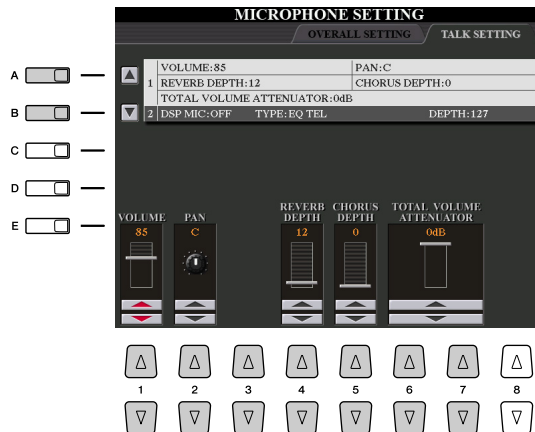 MICROPHONE SETTING
OVERALL SETTING TALK SETTING
A
B
C
D
E
1 VOLUME:85 PAN:C
REVERB DEPTH:12 CHORUS DEPTH:0
TOTAL VOLUME ATTENUATOR:0dB
2 DSP MIC:OFF TYPE:EQ TEL DEPTH:127
VOLUME PAN REVERB DEPTH CHORUS DEPTH TOTAL VOLUME ATTENUATOR
85 C 12 0 0dB
1 2 3 4 5 6 7 8